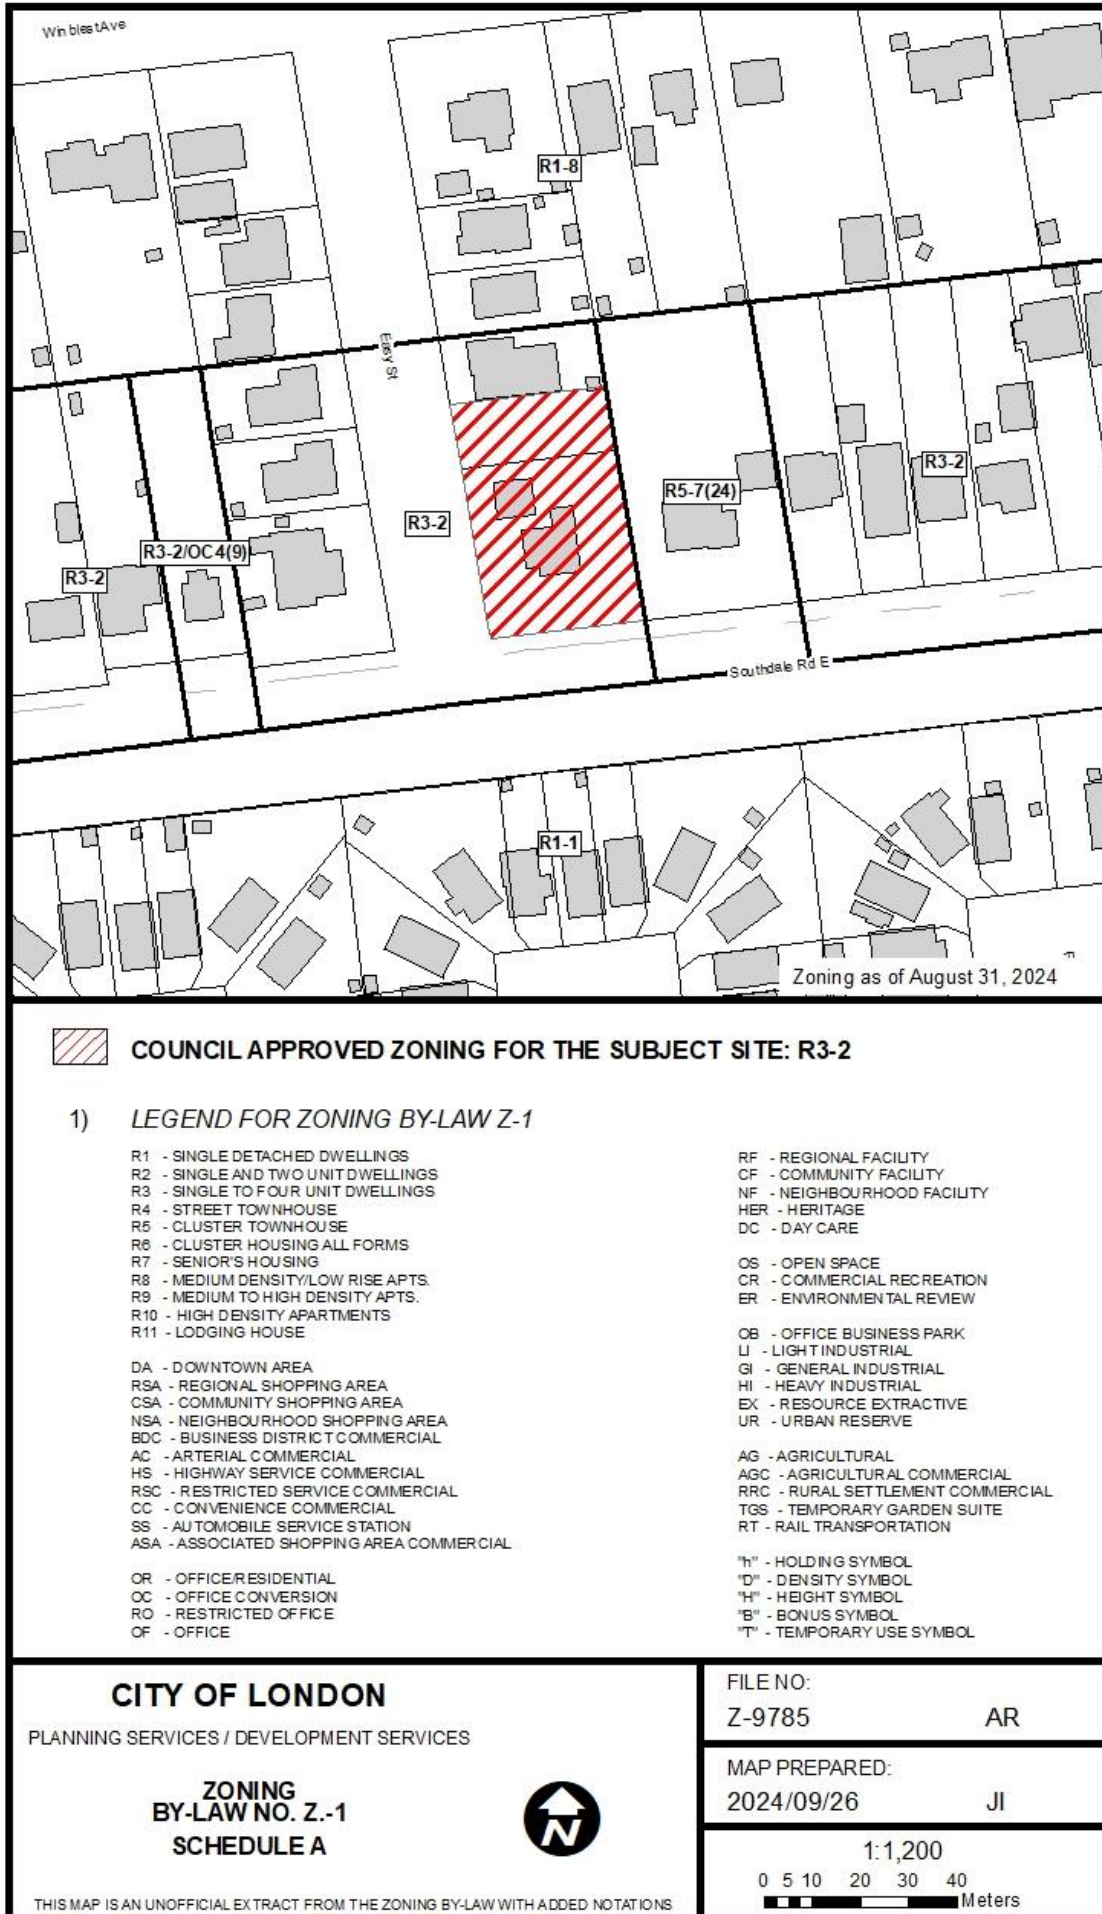 Winblest Ave
R1-8
Easy St
R3-2
R5-7(24)
R3-2
R3-2/OC4(9)
R3-2
Southdale Rd E
R1-1
Zoning as of August 31, 2024
COUNCIL APPROVED ZONING FOR THE SUBJECT SITE: R3-2
1) LEGEND FOR ZONING BY-LAW Z-1
R1 - SINGLE DETACHED DWELLINGS
R2 - SINGLE AND TWO UNIT DWELLINGS
R3 - SINGLE TO FOUR UNIT DWELLINGS
R4 - STREET TOWNHOUSE
R5 - CLUSTER TOWNHOUSE
R6 - CLUSTER HOUSING ALL FORMS
R7 - SENIOR'S HOUSING
R8 - MEDIUM DENSITY/LOW RISE APTS.
R9 - MEDIUM TO HIGH DENSITY APTS.
R10 - HIGH DENSITY APARTMENTS
R11 - LODGING HOUSE
DA - DOWNTOWN AREA
RSA - REGIONAL SHOPPING AREA
CSA - COMMUNITY SHOPPING AREA
NSA - NEIGHBOURHOOD SHOPPING AREA
BDC - BUSINESS DISTRICT COMMERCIAL
AC - ARTERIAL COMMERCIAL
HS - HIGHWAY SERVICE COMMERCIAL
RSC - RESTRICTED SERVICE COMMERCIAL
CC - CONVENIENCE COMMERCIAL
SS - AUTOMOBILE SERVICE STATION
ASA - ASSOCIATED SHOPPING AREA COMMERCIAL
OR - OFFICE/RESIDENTIAL
OC - OFFICE CONVERSION
RO - RESTRICTED OFFICE
OF - OFFICE
RF - REGIONAL FACILITY
CF - COMMUNITY FACILITY
NF - NEIGHBOURHOOD FACILITY
HER - HERITAGE
DC - DAY CARE
OS - OPEN SPACE
CR - COMMERCIAL RECREATION
ER - ENVIRONMENTAL REVIEW
OB - OFFICE BUSINESS PARK
LI - LIGHT INDUSTRIAL
GI - GENERAL INDUSTRIAL
HI - HEAVY INDUSTRIAL
EX - RESOURCE EXTRACTIVE
UR - URBAN RESERVE
AG - AGRICULTURAL
AGC - AGRICULTURAL COMMERCIAL
RRC - RURAL SETTLEMENT COMMERCIAL
TGS - TEMPORARY GARDEN SUITE
RT - RAIL TRANSPORTATION
"h" - HOLDING SYMBOL
"D" - DENSITY SYMBOL
"H" - HEIGHT SYMBOL
"B" - BONUS SYMBOL
"T" - TEMPORARY USE SYMBOL
CITY OF LONDON
PLANNING SERVICES / DEVELOPMENT SERVICES
ZONING
BY-LAW NO. Z.-1
SCHEDULE A
N
THIS MAP IS AN UNOFFICIAL EXTRACT FROM THE ZONING BY-LAW WITH ADDED NOTATIONS
FILE NO:
Z-9785 AR
MAP PREPARED:
2024/09/26 JI
1:1,200
0 5 10 20 30 40
Meters